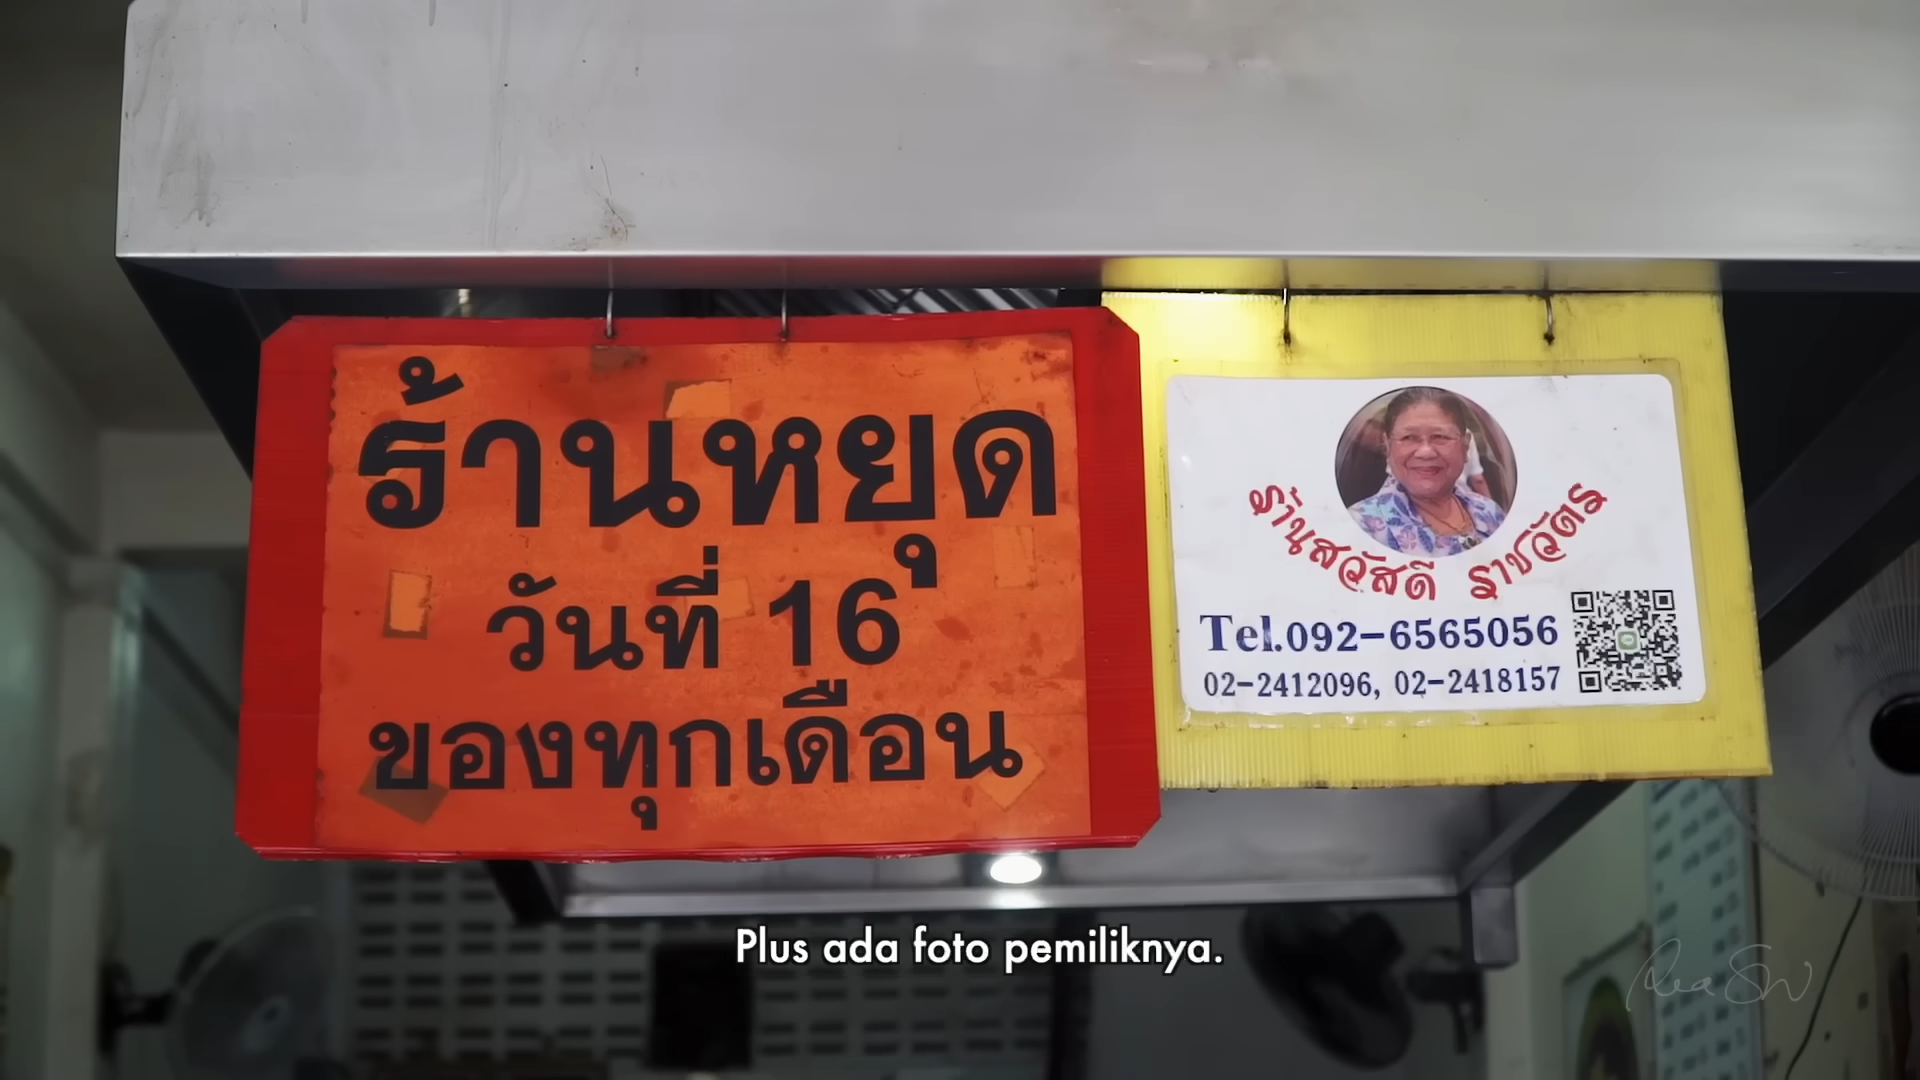 ร้านหยุด
วันที่ 16
ของทุกเดือน
ร้านสวัสดี ราชวัตร
Tel.092-6565056
02-2412096, 02-2418157
Plus ada foto pemiliknya.